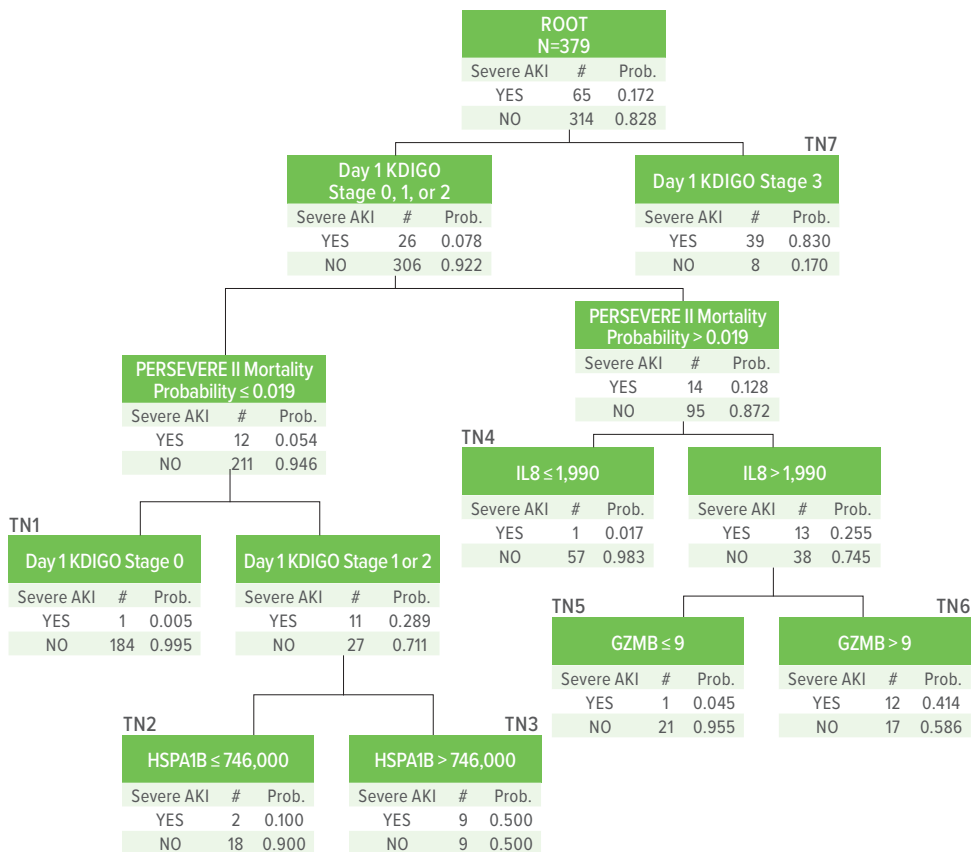 ROOT
N=379
Severe AKI # Prob.
YES 65 0.172
NO 314 0.828
Day 1 KDIGO
Stage 0, 1, or 2
Severe AKI # Prob.
YES 26 0.078
NO 306 0.922
TN7
Day 1 KDIGO Stage 3
Severe AKI # Prob.
YES 39 0.830
NO 8 0.170
PERSEVERE II Mortality
Probability ≤ 0.019
Severe AKI # Prob.
YES 12 0.054
NO 211 0.946
PERSEVERE II Mortality
Probability > 0.019
Severe AKI # Prob.
YES 14 0.128
NO 95 0.872
TN1
Day 1 KDIGO Stage 0
Severe AKI # Prob.
YES 1 0.005
NO 184 0.995
Day 1 KDIGO Stage 1 or 2
Severe AKI # Prob.
YES 11 0.289
NO 27 0.711
TN4
IL8 ≤ 1,990
Severe AKI # Prob.
YES 1 0.017
NO 57 0.983
IL8 > 1,990
Severe AKI # Prob.
YES 13 0.255
NO 38 0.745
TN2
HSPA1B ≤ 746,000
Severe AKI # Prob.
YES 2 0.100
NO 18 0.900
TN3
HSPA1B > 746,000
Severe AKI # Prob.
YES 9 0.500
NO 9 0.500
TN5
GZMB ≤ 9
Severe AKI # Prob.
YES 1 0.045
NO 21 0.955
TN6
GZMB > 9
Severe AKI # Prob.
YES 12 0.414
NO 17 0.586